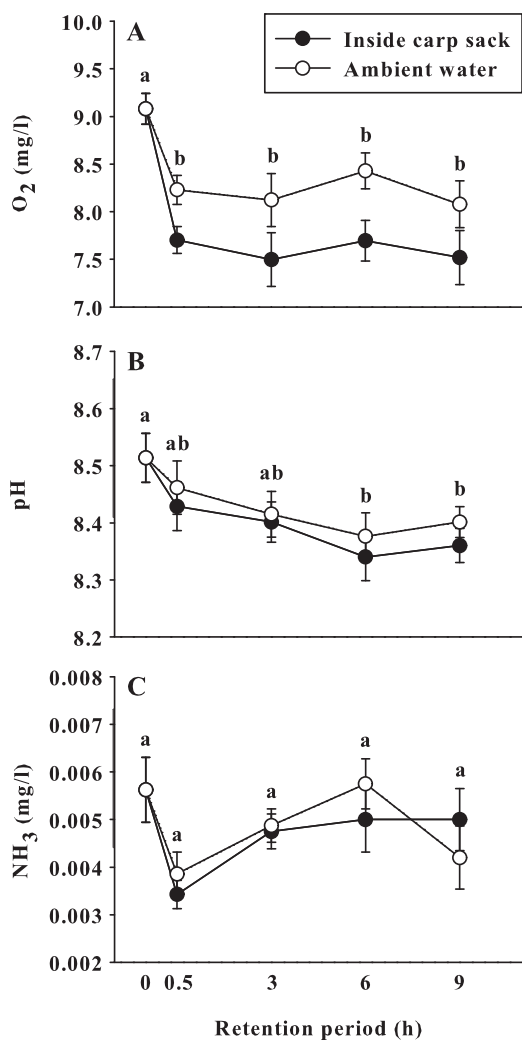 A
Inside carp sack
Ambient water
O2 (mg/l)
10.0
9.5
9.0
8.5
8.0
7.5
7.0
a
b
b
b
b
B
pH
8.7
8.6
8.5
8.4
8.3
8.2
a
ab
ab
b
b
C
NH3 (mg/l)
0.008
0.007
0.006
0.005
0.004
0.003
0.002
a
a
a
a
a
0 0.5 3 6 9
Retention period (h)